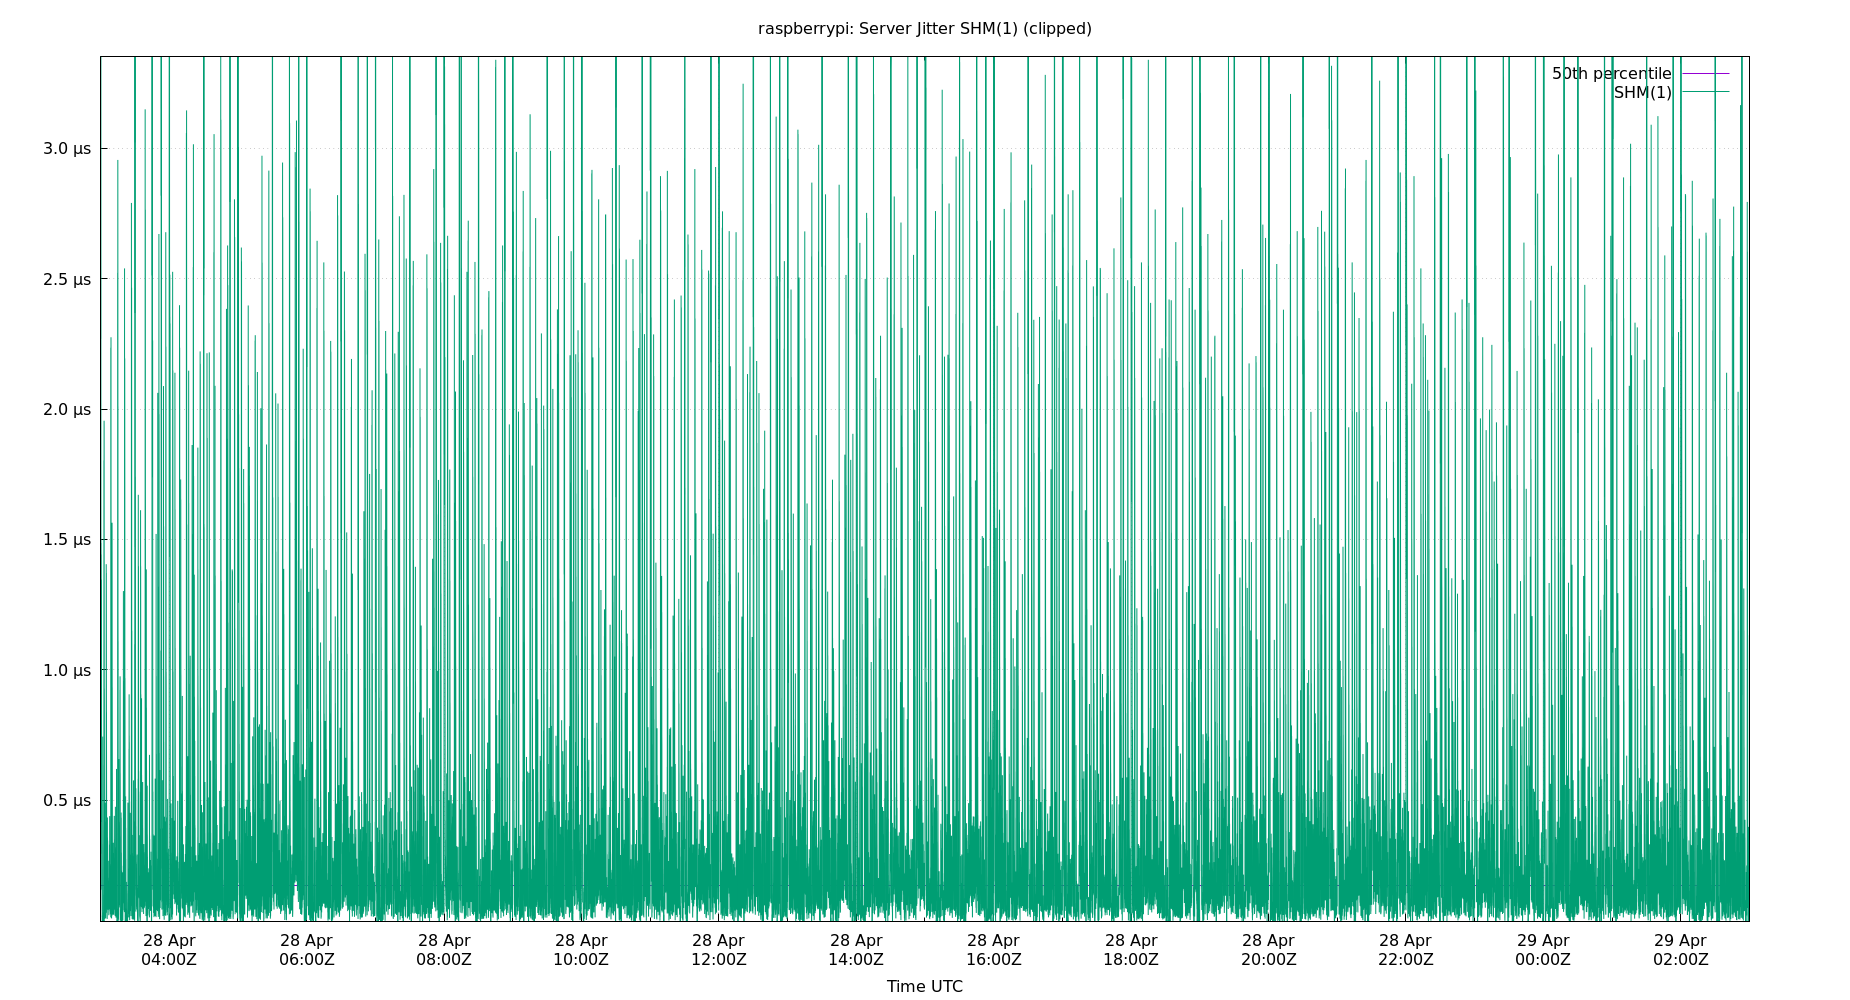 raspberrypi: Server Jitter SHM(1) (clipped)
50th percentile
SHM(1)
3.0 µs
2.5 µs
2.0 µs
1.5 µs
1.0 µs
0.5 µs
28 Apr 28 Apr 28 Apr 28 Apr 28 Apr 28 Apr 28 Apr 28 Apr 28 Apr 28 Apr 29 Apr 29 Apr
04:00Z 06:00Z 08:00Z 10:00Z 12:00Z 14:00Z 16:00Z 18:00Z 20:00Z 22:00Z 00:00Z 02:00Z
Time UTC